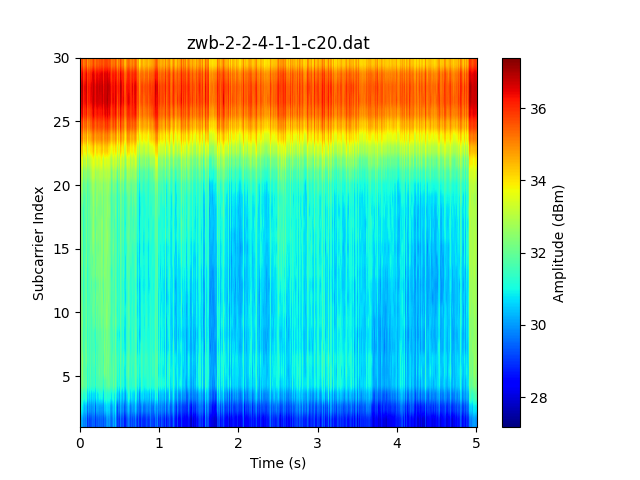 zwb-2-2-4-1-1-c20.dat
30
25
20
15
10
5
Subcarrier Index
0 1 2 3 4 5
Time (s)
36
34
32
30
28
Amplitude (dBm)